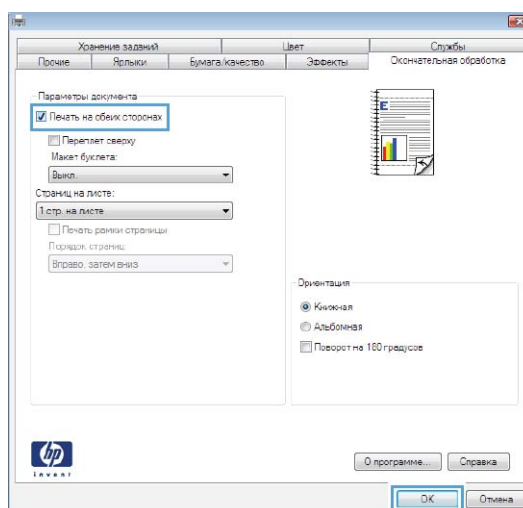 Хранение заданий Цвет Службы
Прочие Ярлыки Бумага/качество Эффекты Окончательная обработка
Параметры документа
Печать на обеих сторонах
Переплет сверху
Макет буклета:
Выкл.
Страниц на листе:
1 стр. на листе
Печать рамки страницы
Порядок страниц:
Вправо, затем вниз
E
Ориентация
Книжная
Альбомная
Поворот на 180 градусов
hp
invent
О программе... Справка
OK Отмена